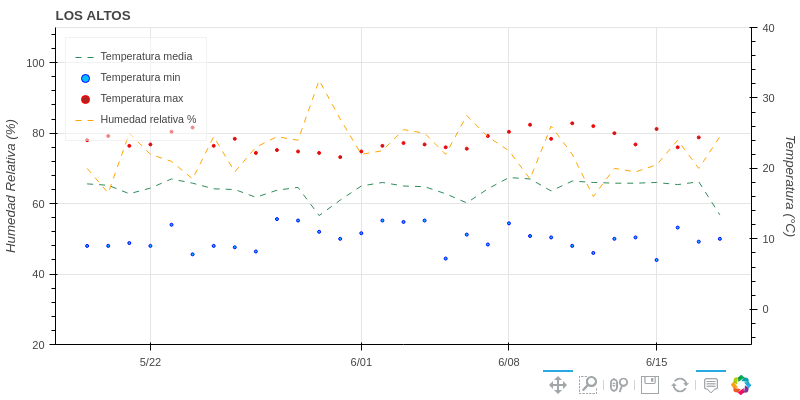 LOS ALTOS
Temperatura media
Temperatura min
Temperatura max
Humedad relativa %
Humedad Relativa (%)
100
80
60
40
20
Temperatura (°C)
40
30
20
10
0
5/22
6/01
6/08
6/15